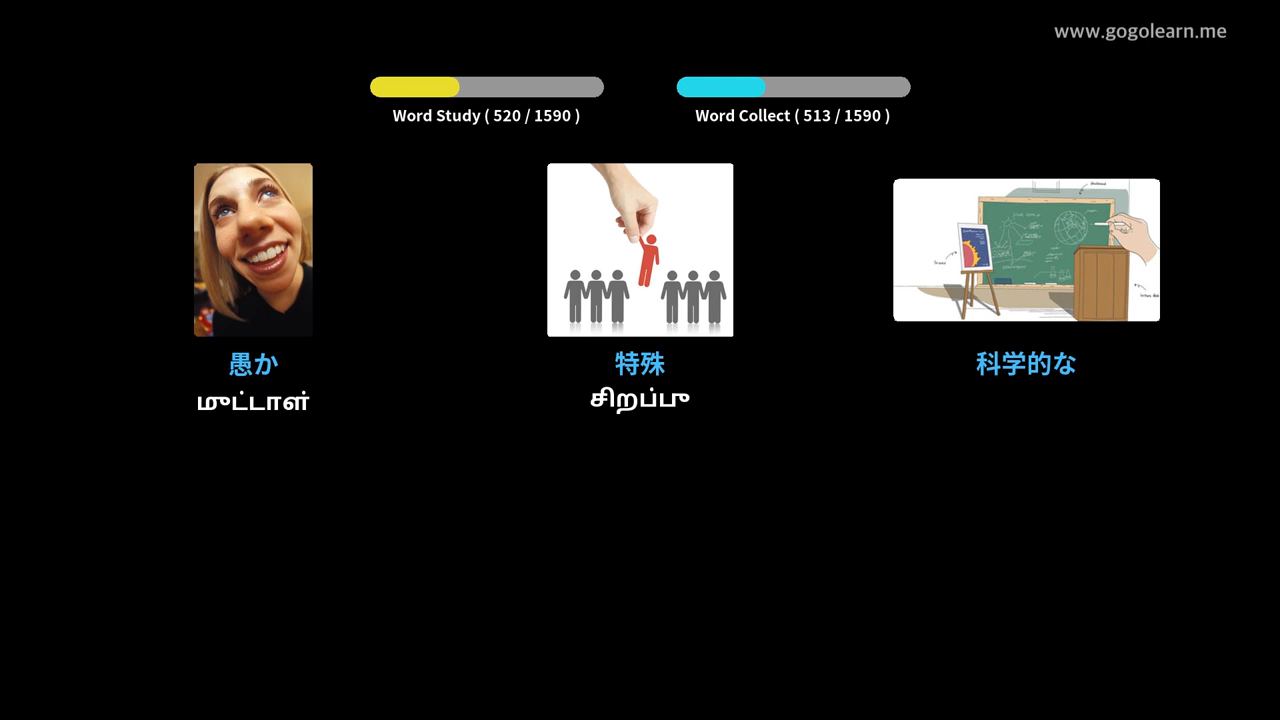 www.gogolearn.me
Word Study ( 520 / 1590 )
Word Collect ( 513 / 1590 )
愚か
特殊
科学的な
முட்டாள்
சிறப்பு